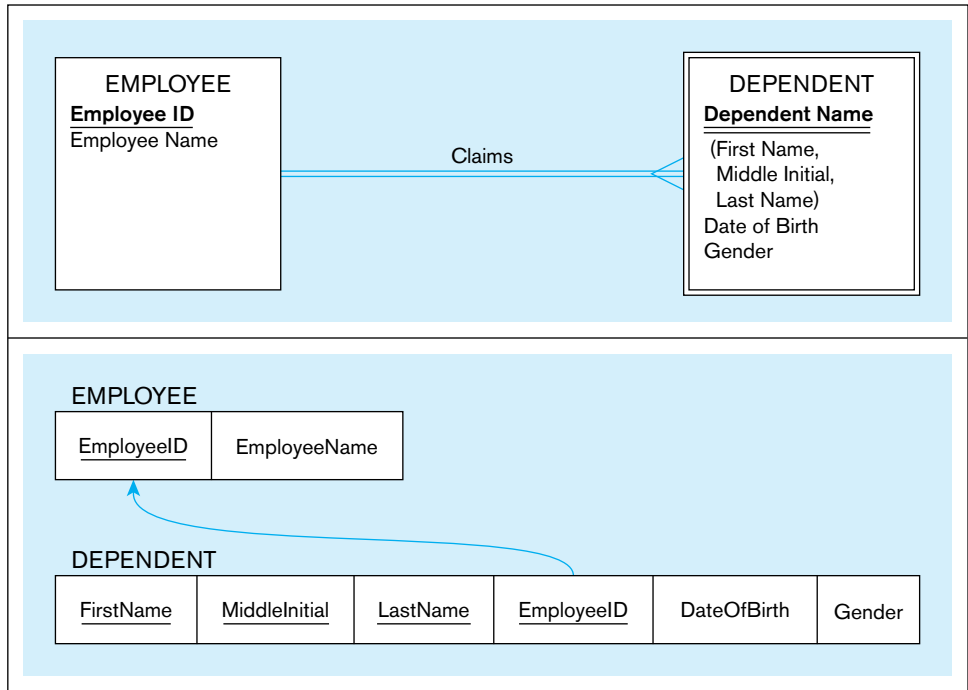 EMPLOYEE
Employee ID
Employee Name
Claims
DEPENDENT
Dependent Name
(First Name,
Middle Initial,
Last Name)
Date of Birth
Gender
EMPLOYEE
EmployeeID EmployeeName
DEPENDENT
FirstName MiddleInitial LastName EmployeeID DateOfBirth Gender